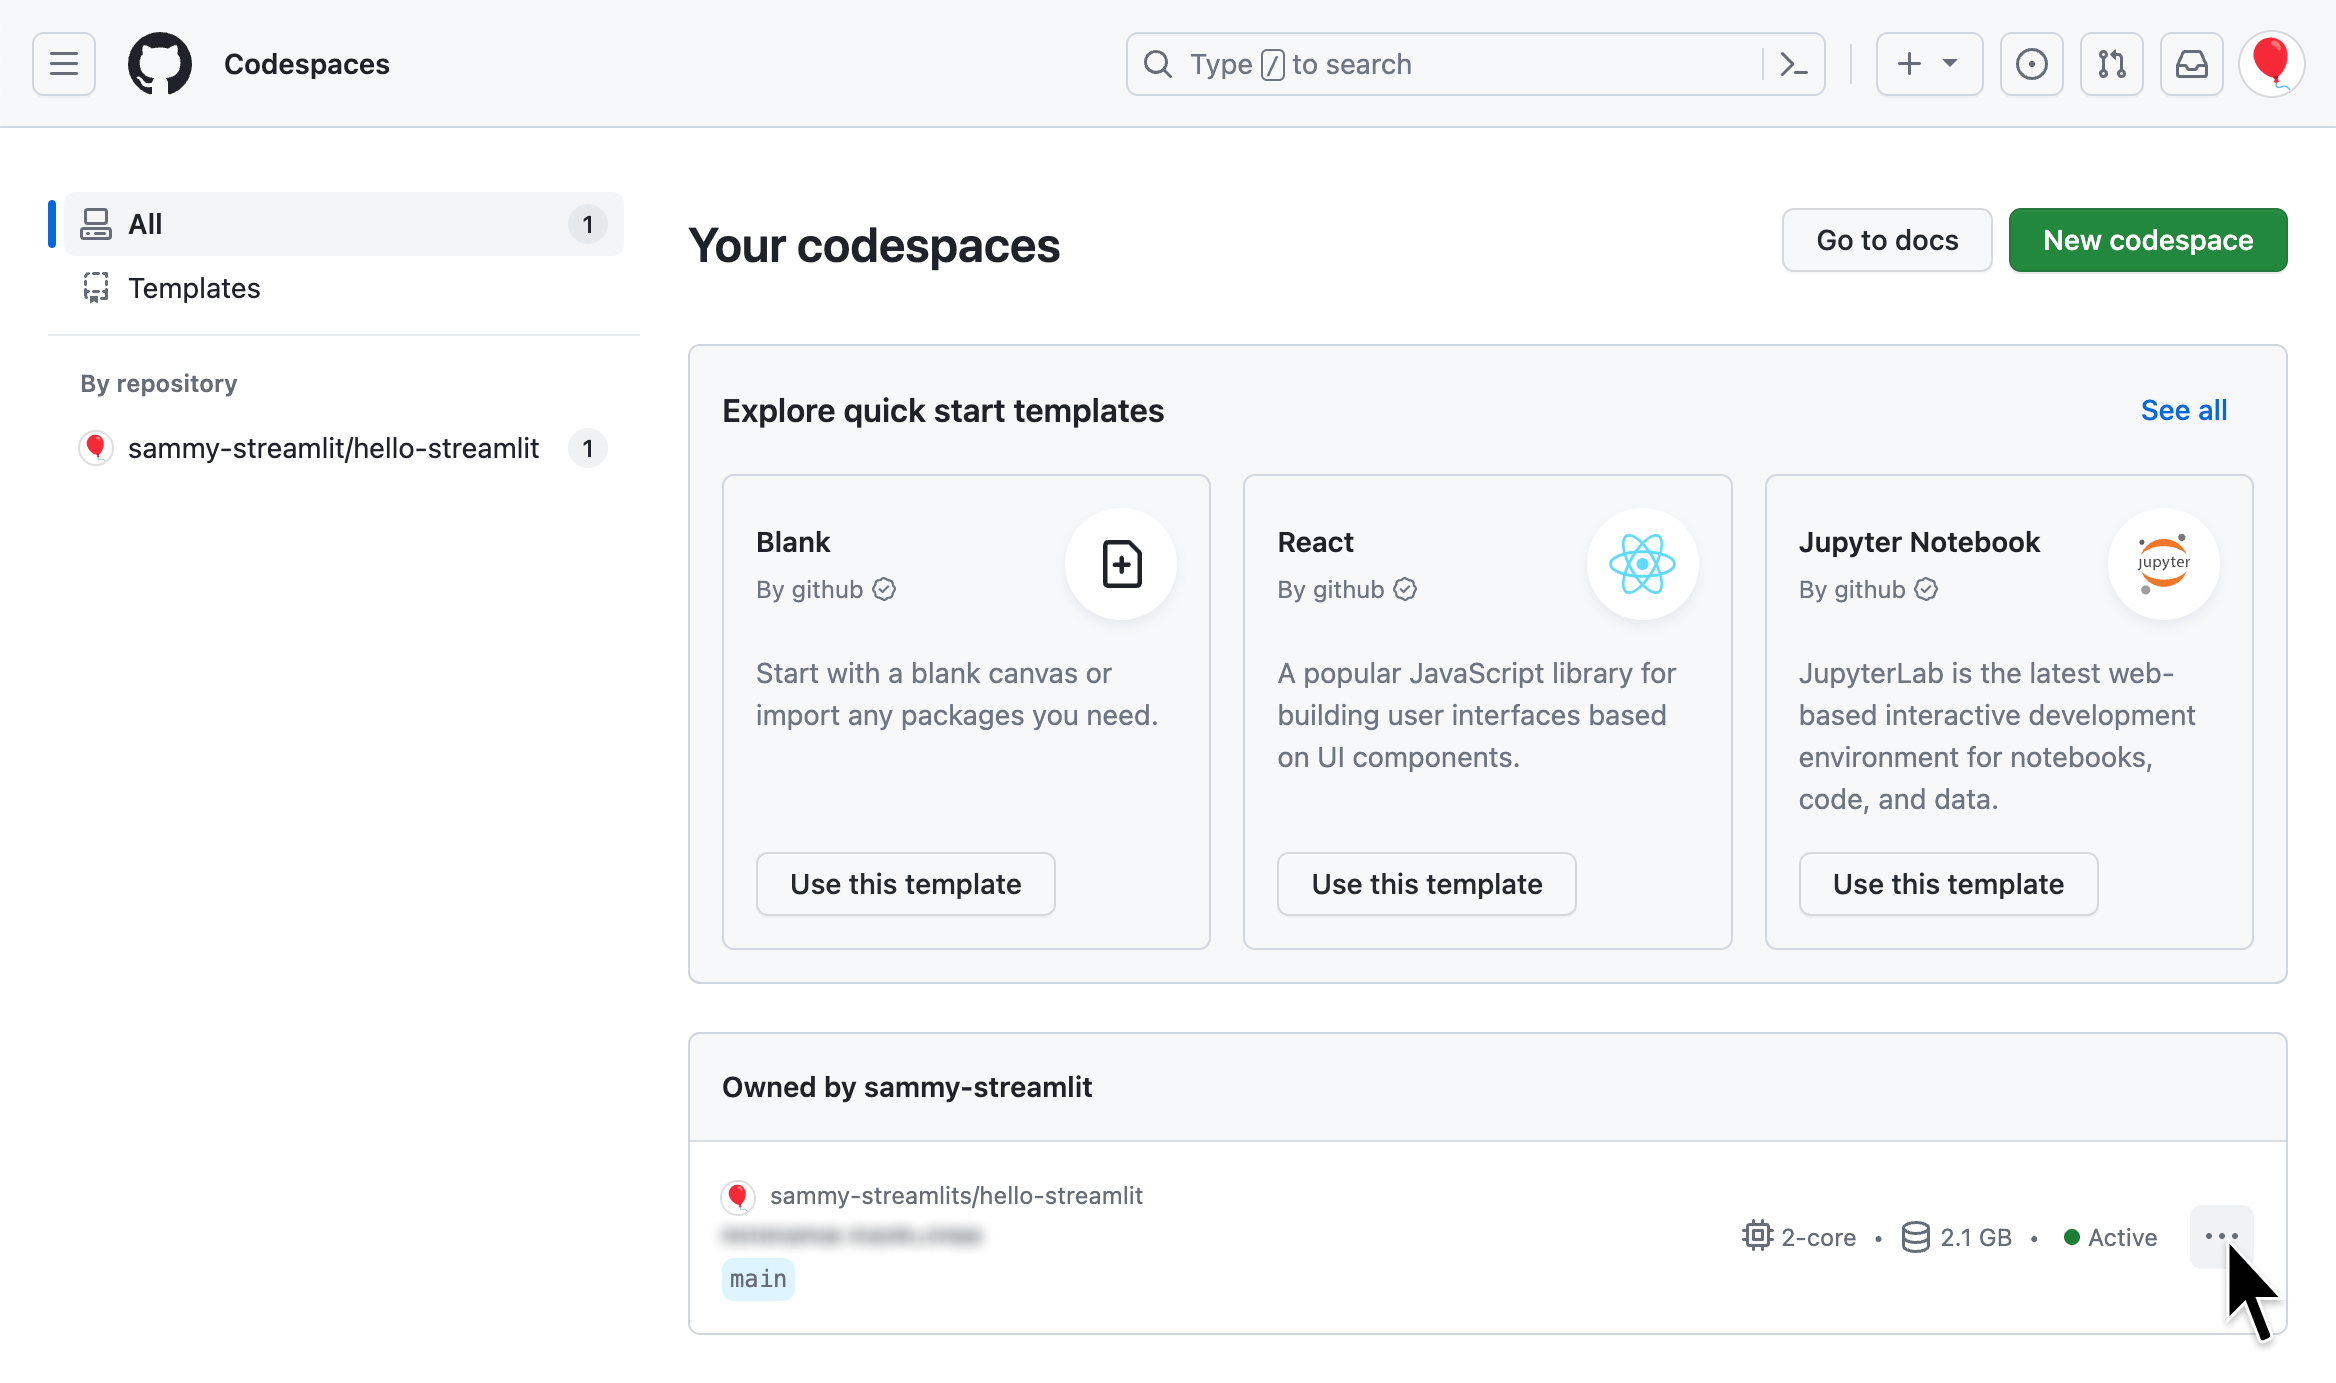 Codespaces
Type / to search
All 1
Templates
By repository
sammy-streamlit/hello-streamlit 1
Your codespaces
Go to docs
New codespace
Explore quick start templates
See all
Blank
By github
Start with a blank canvas or
import any packages you need.
Use this template
React
By github
A popular JavaScript library for
building user interfaces based
on UI components.
Use this template
Jupyter Notebook
By github
jupyter
JupyterLab is the latest web-
based interactive development
environment for notebooks,
code, and data.
Use this template
Owned by sammy-streamlit
sammy-streamlits/hello-streamlit
main
2-core • 2.1 GB • Active